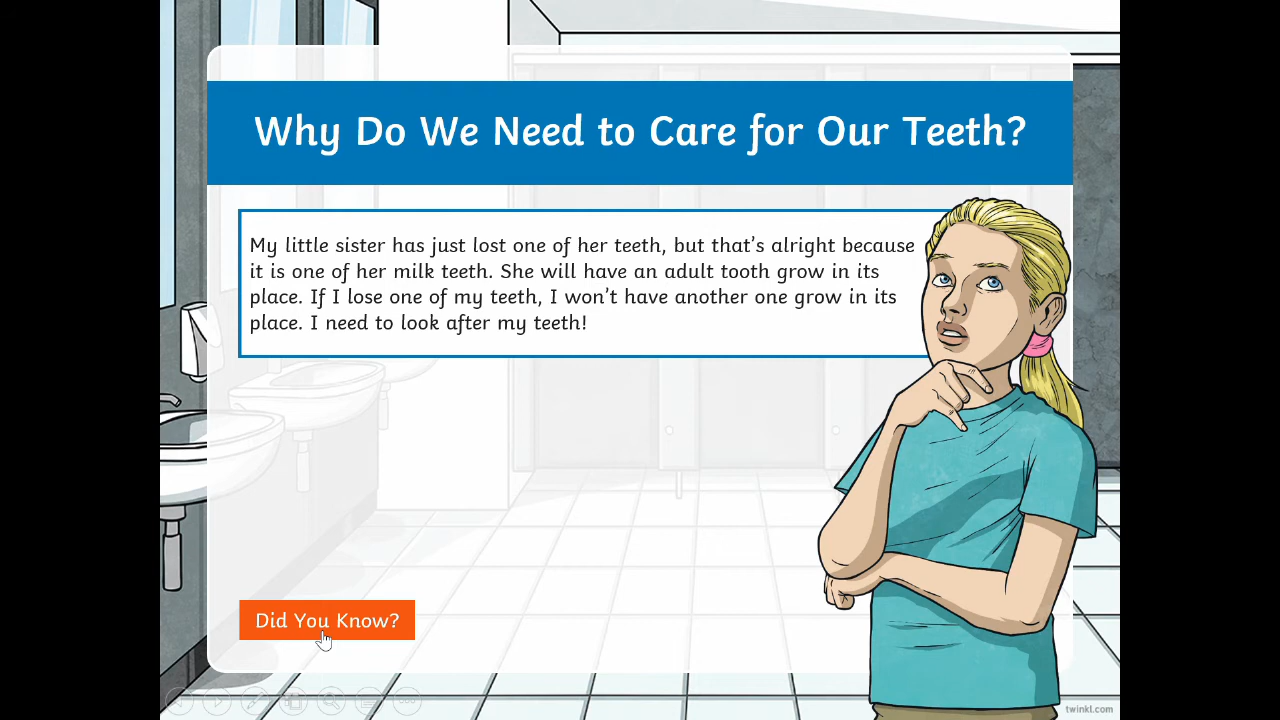 Why Do We Need to Care for Our Teeth?
My little sister has just lost one of her teeth, but that’s alright because
it is one of her milk teeth. She will have an adult tooth grow in its
place. If I lose one of my teeth, I won’t have another one grow in its
place. I need to look after my teeth!
Did You Know?
twinkl.com